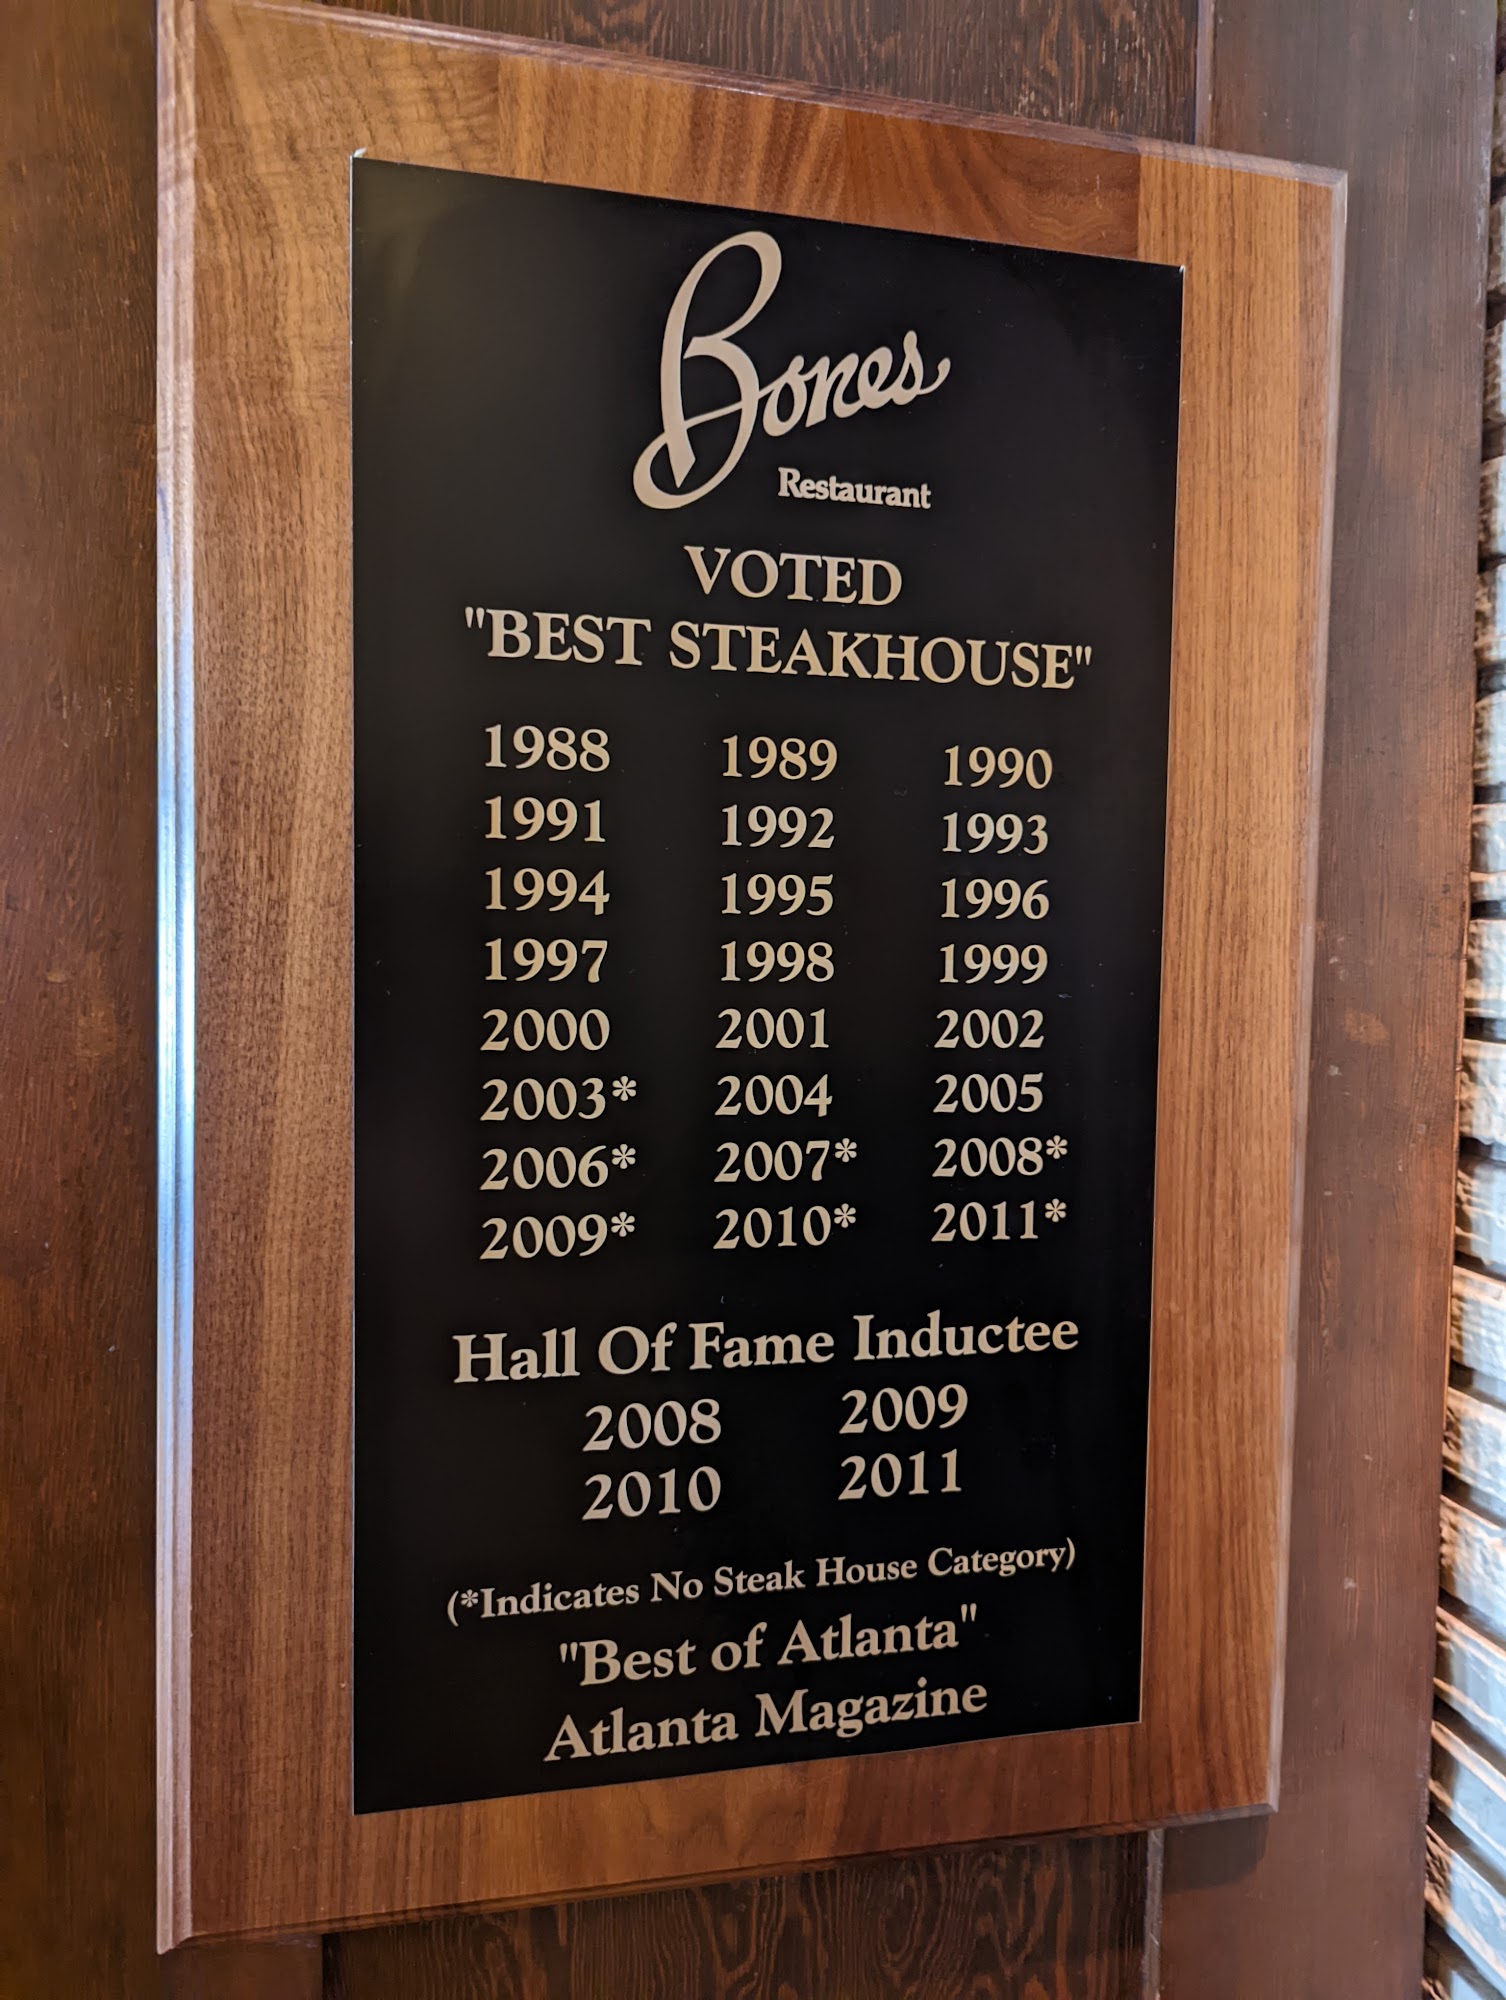 Bones
Restaurant
VOTED
"BEST STEAKHOUSE"
1988 1989 1990
1991 1992 1993
1994 1995 1996
1997 1998 1999
2000 2001 2002
2003* 2004 2005
2006* 2007* 2008*
2009* 2010* 2011*
Hall Of Fame Inductee
2008 2009
2010 2011
(*Indicates No Steak House Category)
"Best of Atlanta"
Atlanta Magazine